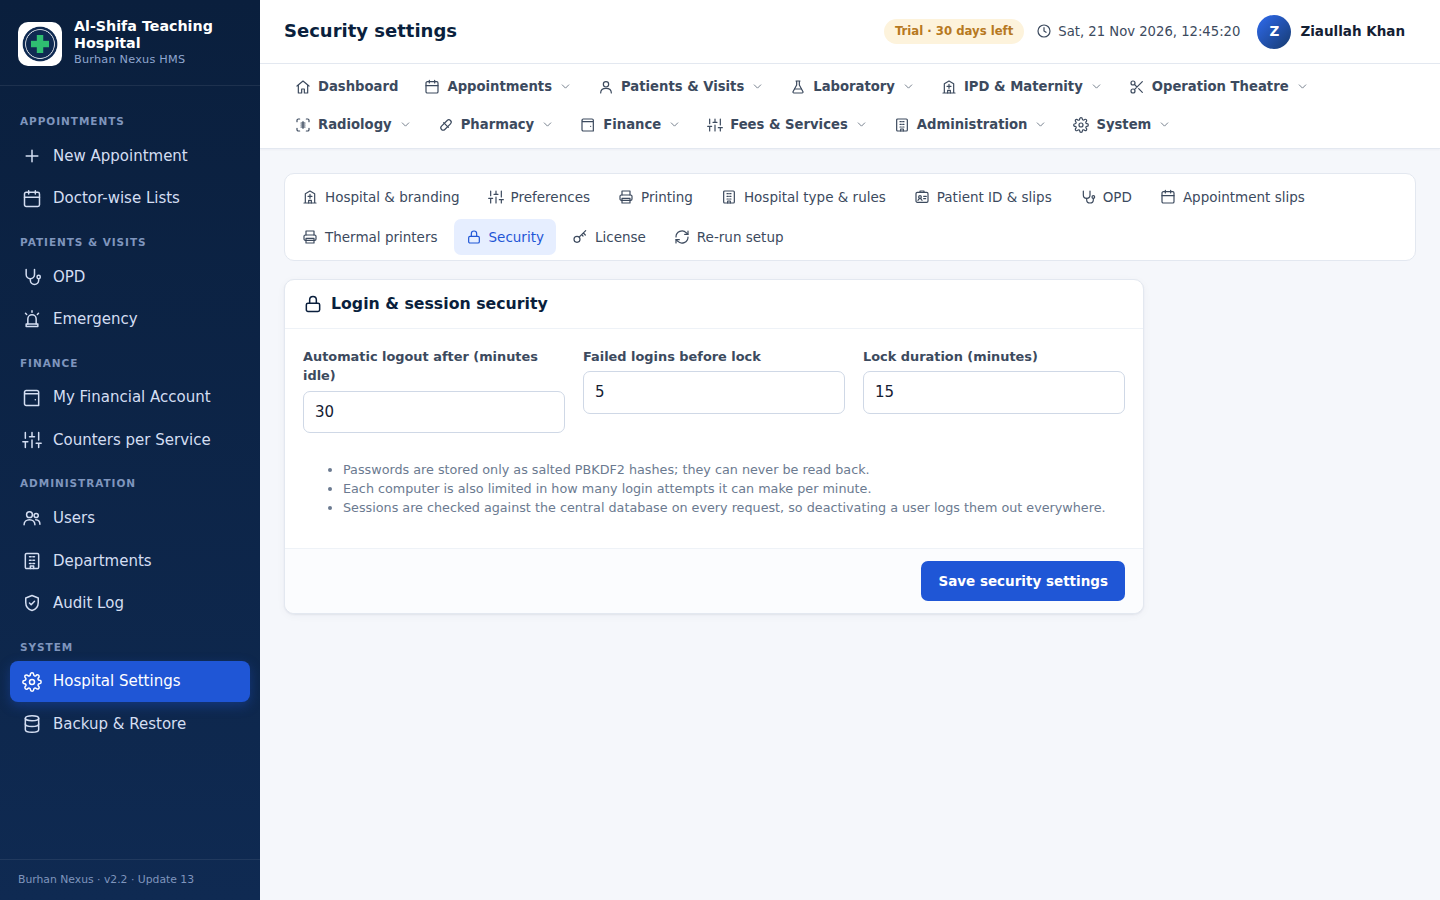 Al-Shifa Teaching
Hospital
Burhan Nexus HMS
APPOINTMENTS
New Appointment
Doctor-wise Lists
PATIENTS & VISITS
OPD
Emergency
FINANCE
My Financial Account
Counters per Service
ADMINISTRATION
Users
Departments
Audit Log
SYSTEM
Hospital Settings
Backup & Restore
Burhan Nexus · v2.2 · Update 13
Security settings
Trial · 30 days left
Sat, 21 Nov 2026, 12:45:20
Z
Ziaullah Khan
Dashboard Appointments Patients & Visits Laboratory IPD & Maternity Operation Theatre
Radiology Pharmacy Finance Fees & Services Administration System
Hospital & branding Preferences Printing Hospital type & rules Patient ID & slips OPD Appointment slips
Thermal printers Security License Re-run setup
Login & session security
Automatic logout after (minutes
idle)
30
Failed logins before lock
5
Lock duration (minutes)
15
• Passwords are stored only as salted PBKDF2 hashes; they can never be read back.
• Each computer is also limited in how many login attempts it can make per minute.
• Sessions are checked against the central database on every request, so deactivating a user logs them out everywhere.
Save security settings